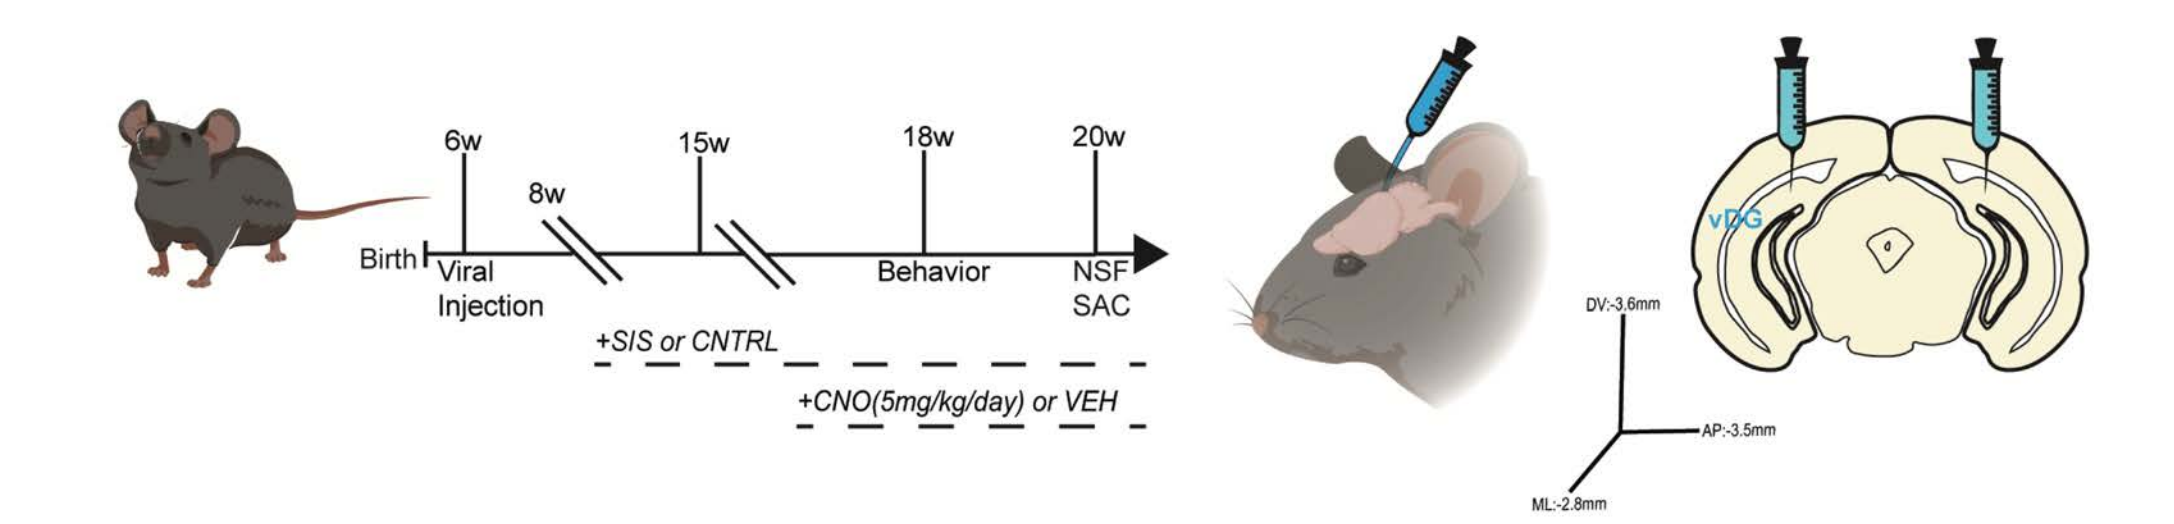 6w
8w
15w
18w
20w
Birth
Viral
Injection
Behavior
NSF
SAC
+SIS or CNTRL
+CNO(5mg/kg/day) or VEH
vDG
DV:-3.6mm
AP:-3.5mm
ML:-2.8mm